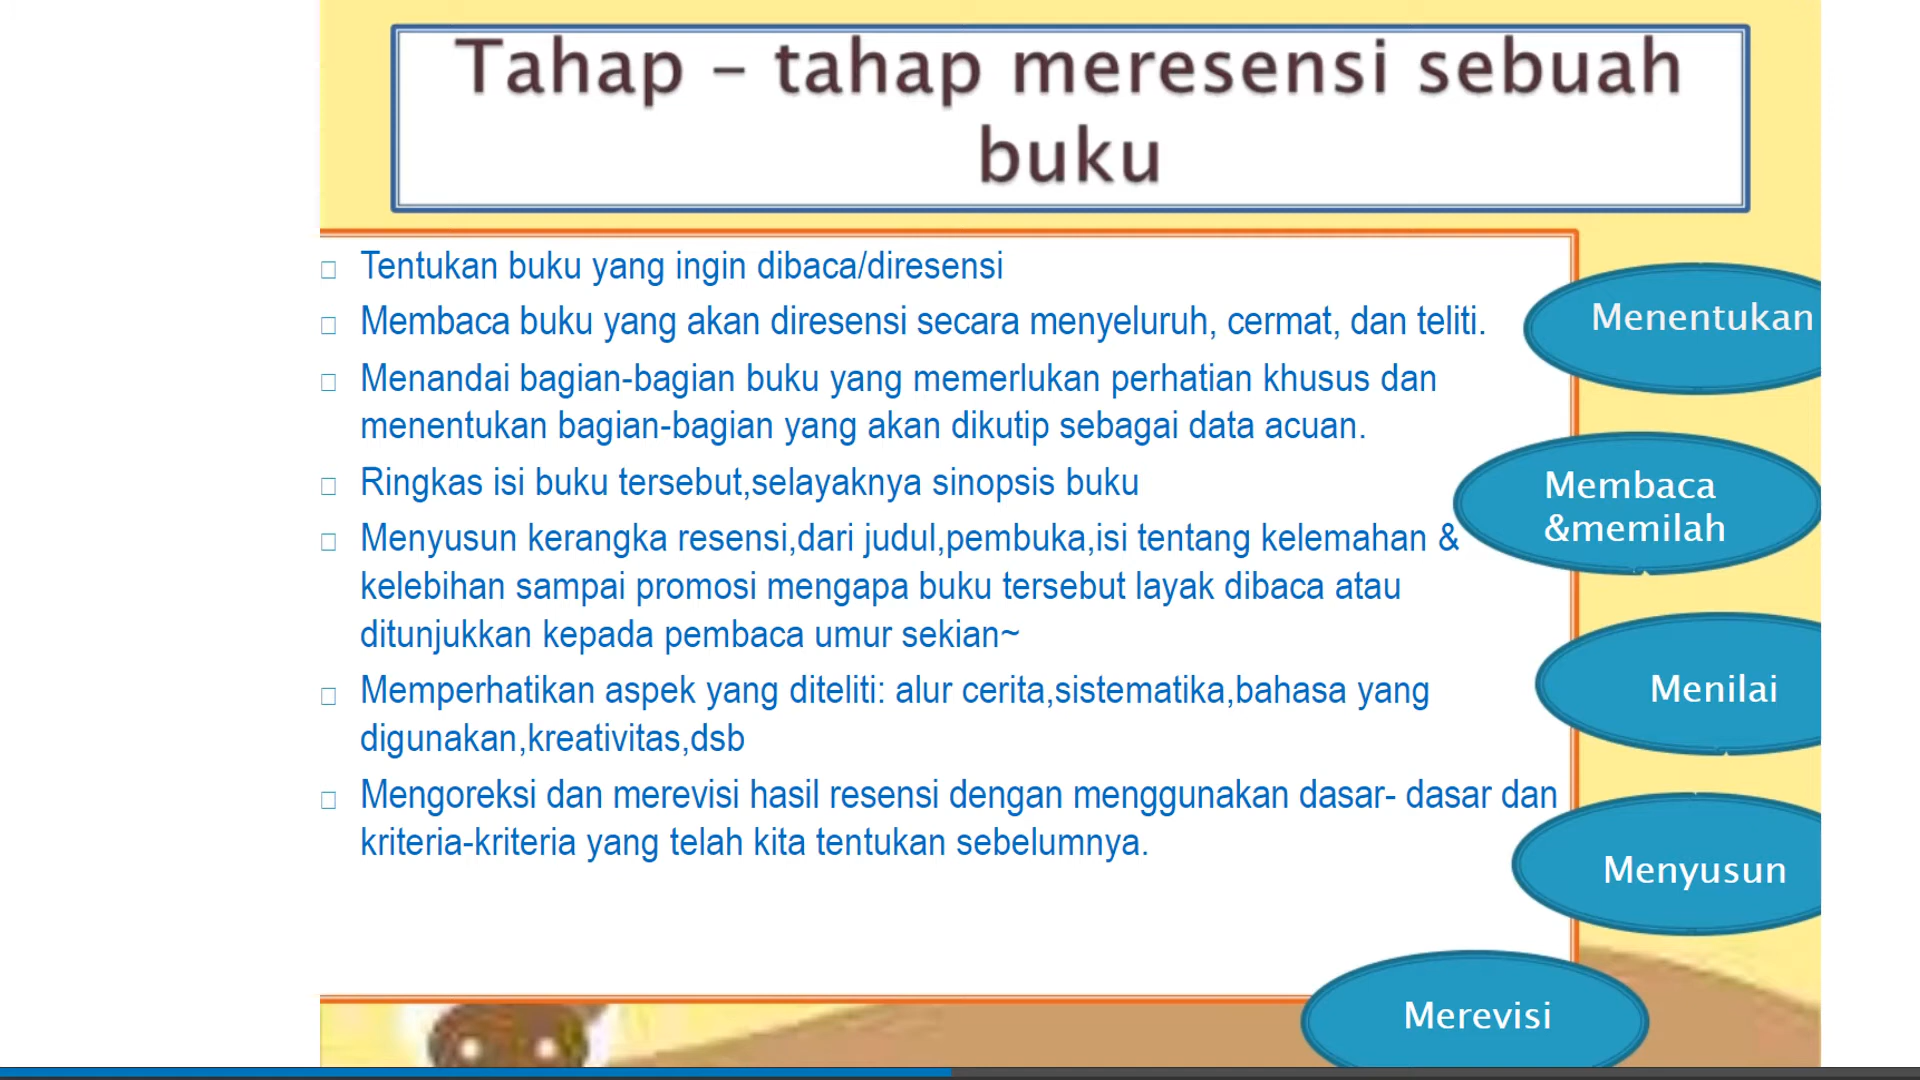 Tahap - tahap meresensi sebuah
buku
Tentukan buku yang ingin dibaca/diresensi
Membaca buku yang akan diresensi secara menyeluruh, cermat, dan teliti.
Menandai bagian-bagian buku yang memerlukan perhatian khusus dan
menentukan bagian-bagian yang akan dikutip sebagai data acuan.
Ringkas isi buku tersebut,selayaknya sinopsis buku
Menyusun kerangka resensi,dari judul,pembuka,isi tentang kelemahan &
kelebihan sampai promosi mengapa buku tersebut layak dibaca atau
ditunjukkan kepada pembaca umur sekian~
Memperhatikan aspek yang diteliti: alur cerita,sistematika,bahasa yang
digunakan,kreativitas,dsb
Mengoreksi dan merevisi hasil resensi dengan menggunakan dasar- dasar dan
kriteria-kriteria yang telah kita tentukan sebelumnya.
Menentukan
Membaca
&memilah
Menilai
Menyusun
Merevisi